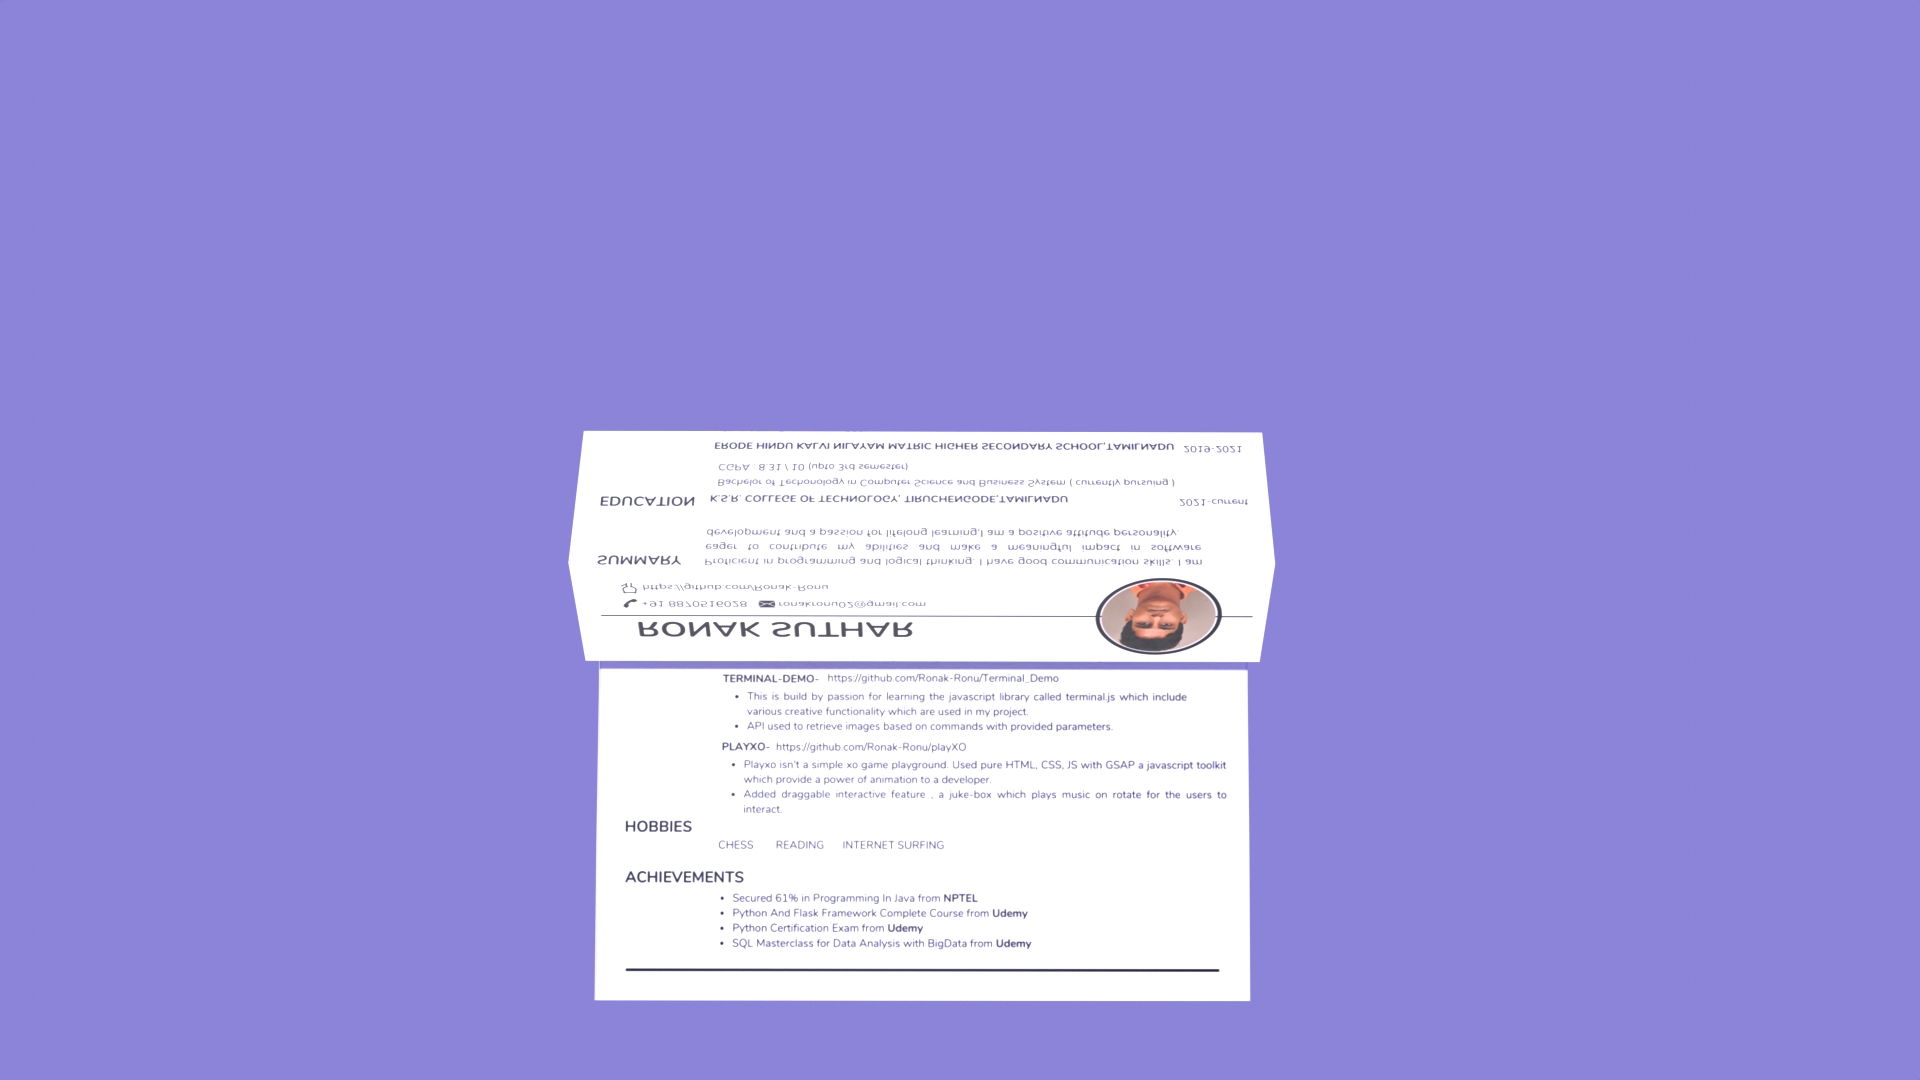 ERODE HINDU KALVI NILAYAM MATRIC HIGHER SECONDARY SCHOOL,TAMILNADU 2019-2021
CGPA : 8.31 / 10 (upto 3rd semester)
Bachelor of Techonology in Computer Science and Business System ( currently pursuing )
EDUCATION K.S.R. COLLEGE OF TECHNOLOGY, TIRUCHENGODE,TAMILNADU 2021-current
development and a passion for lifelong learning,I am a positive attitude personality.
eager to contribute my abilities and make a meaningful impact in software
SUMMARY Proficient in programming and logical thinking. I have good communication skills. I am
https://github.com/Ronak-Ronu
+91 8870516028 ronakronu02@gmail.com
RONAK SUTHAR
TERMINAL-DEMO- https://github.com/Ronak-Ronu/Terminal_Demo
• This is build by passion for learning the javascript library called terminal.js which include
various creative functionality which are used in my project.
• API used to retrieve images based on commands with provided parameters.
PLAYXO- https://github.com/Ronak-Ronu/playXO
• Playxo isn't a simple xo game playground. Used pure HTML, CSS, JS with GSAP a javascript toolkit
which provide a power of animation to a developer.
• Added draggable interactive feature , a juke-box which plays music on rotate for the users to
interact.
HOBBIES
CHESS READING INTERNET SURFING
ACHIEVEMENTS
• Secured 61% in Programming In Java from NPTEL
• Python And Flask Framework Complete Course from Udemy
• Python Certification Exam from Udemy
• SQL Masterclass for Data Analysis with BigData from Udemy